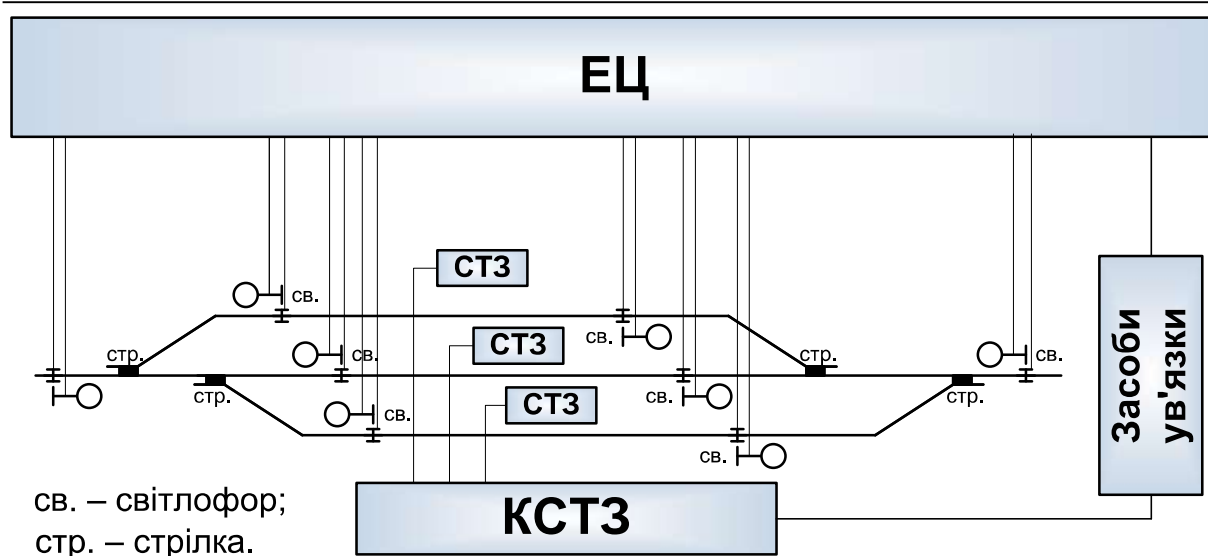 ЕЦ
СТЗ
св.
СТЗ
св.
стр.
св.
стр.
св.
стр.
СТЗ
св.
св.
стр.
св.
Засоби
ув'язки
св. – світлофор;
стр. – стрілка.
КСТЗ